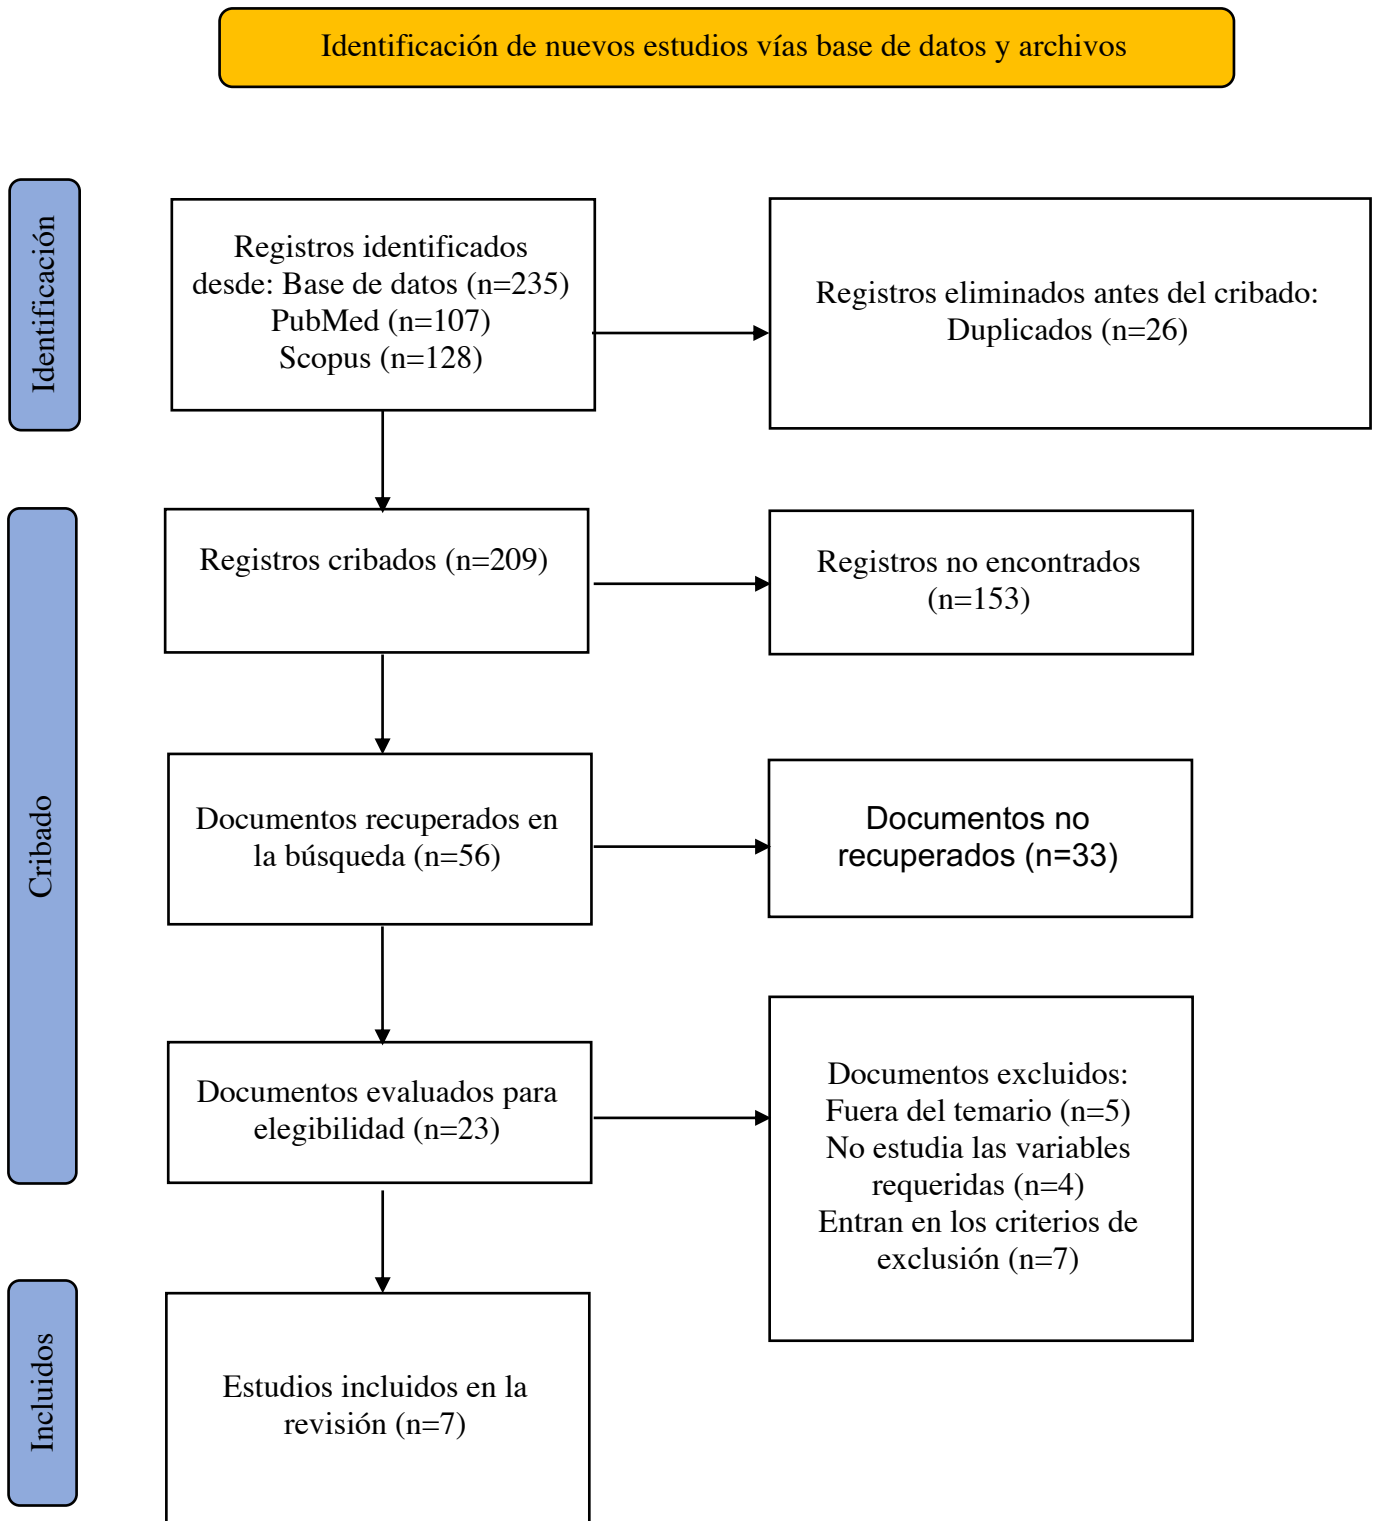 Identificación de nuevos estudios vías base de datos y archivos
Identificación
Registros identificados
desde: Base de datos (n=235)
PubMed (n=107)
Scopus (n=128)
Registros eliminados antes del cribado:
Duplicados (n=26)
Cribado
Registros cribados (n=209)
Registros no encontrados
(n=153)
Documentos recuperados en
la búsqueda (n=56)
Documentos no
recuperados (n=33)
Documentos evaluados para
elegibilidad (n=23)
Documentos excluidos:
Fuera del temario (n=5)
No estudia las variables
requeridas (n=4)
Entran en los criterios de
exclusión (n=7)
Incluidos
Estudios incluidos en la
revisión (n=7)